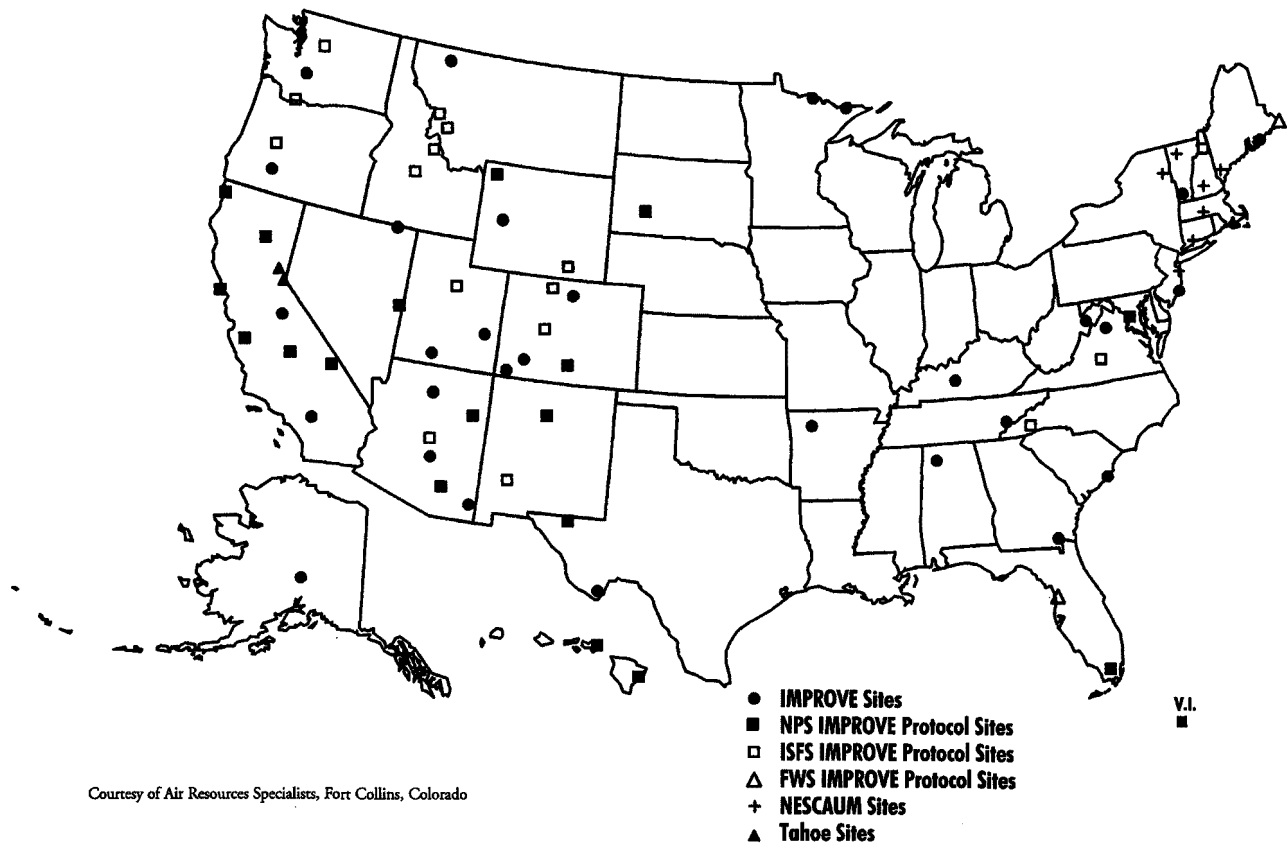 V.I.
IMPROVE Sites
NPS IMPROVE Protocol Sites
ISFS IMPROVE Protocol Sites
FWS IMPROVE Protocol Sites
NESCAUM Sites
Tahoe Sites
Courtesy of Air Resources Specialists, Fort Collins, Colorado